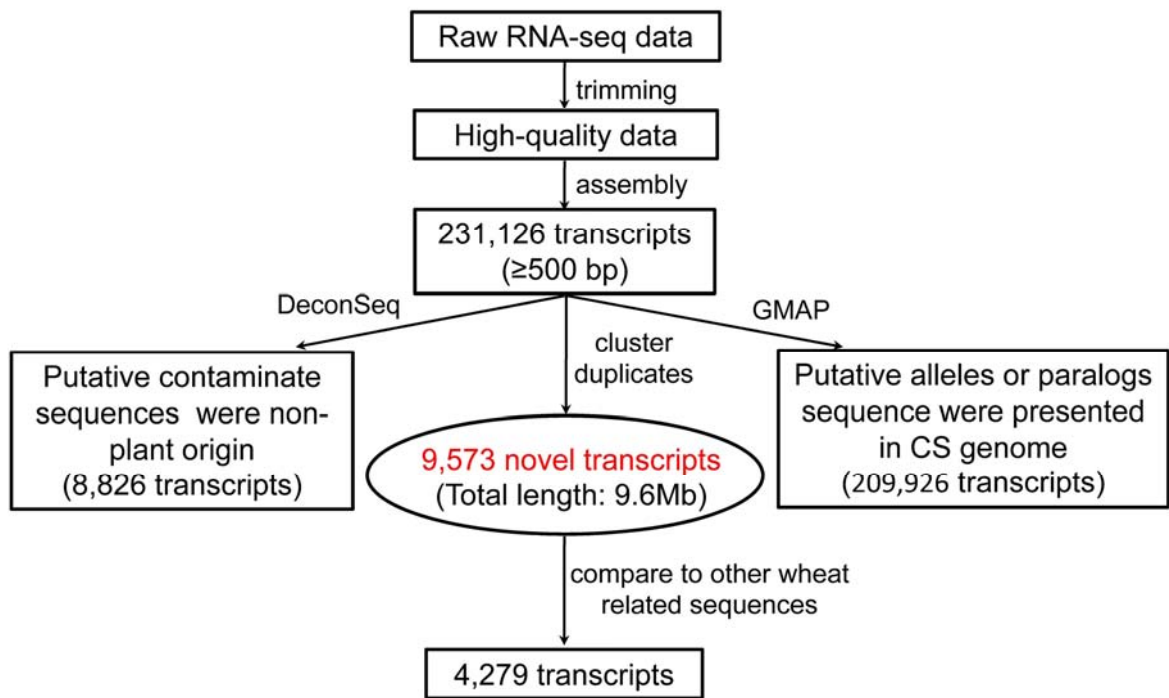 Raw RNA-seq data
trimming
High-quality data
assembly
231,126 transcripts
(≥500 bp)
DeconSeq
GMAP
cluster
duplicates
Putative contaminate
sequences were non-
plant origin
(8,826 transcripts)
9,573 novel transcripts
(Total length: 9.6Mb)
Putative alleles or paralogs
sequence were presented
in CS genome
(209,926 transcripts)
compare to other wheat
related sequences
4,279 transcripts